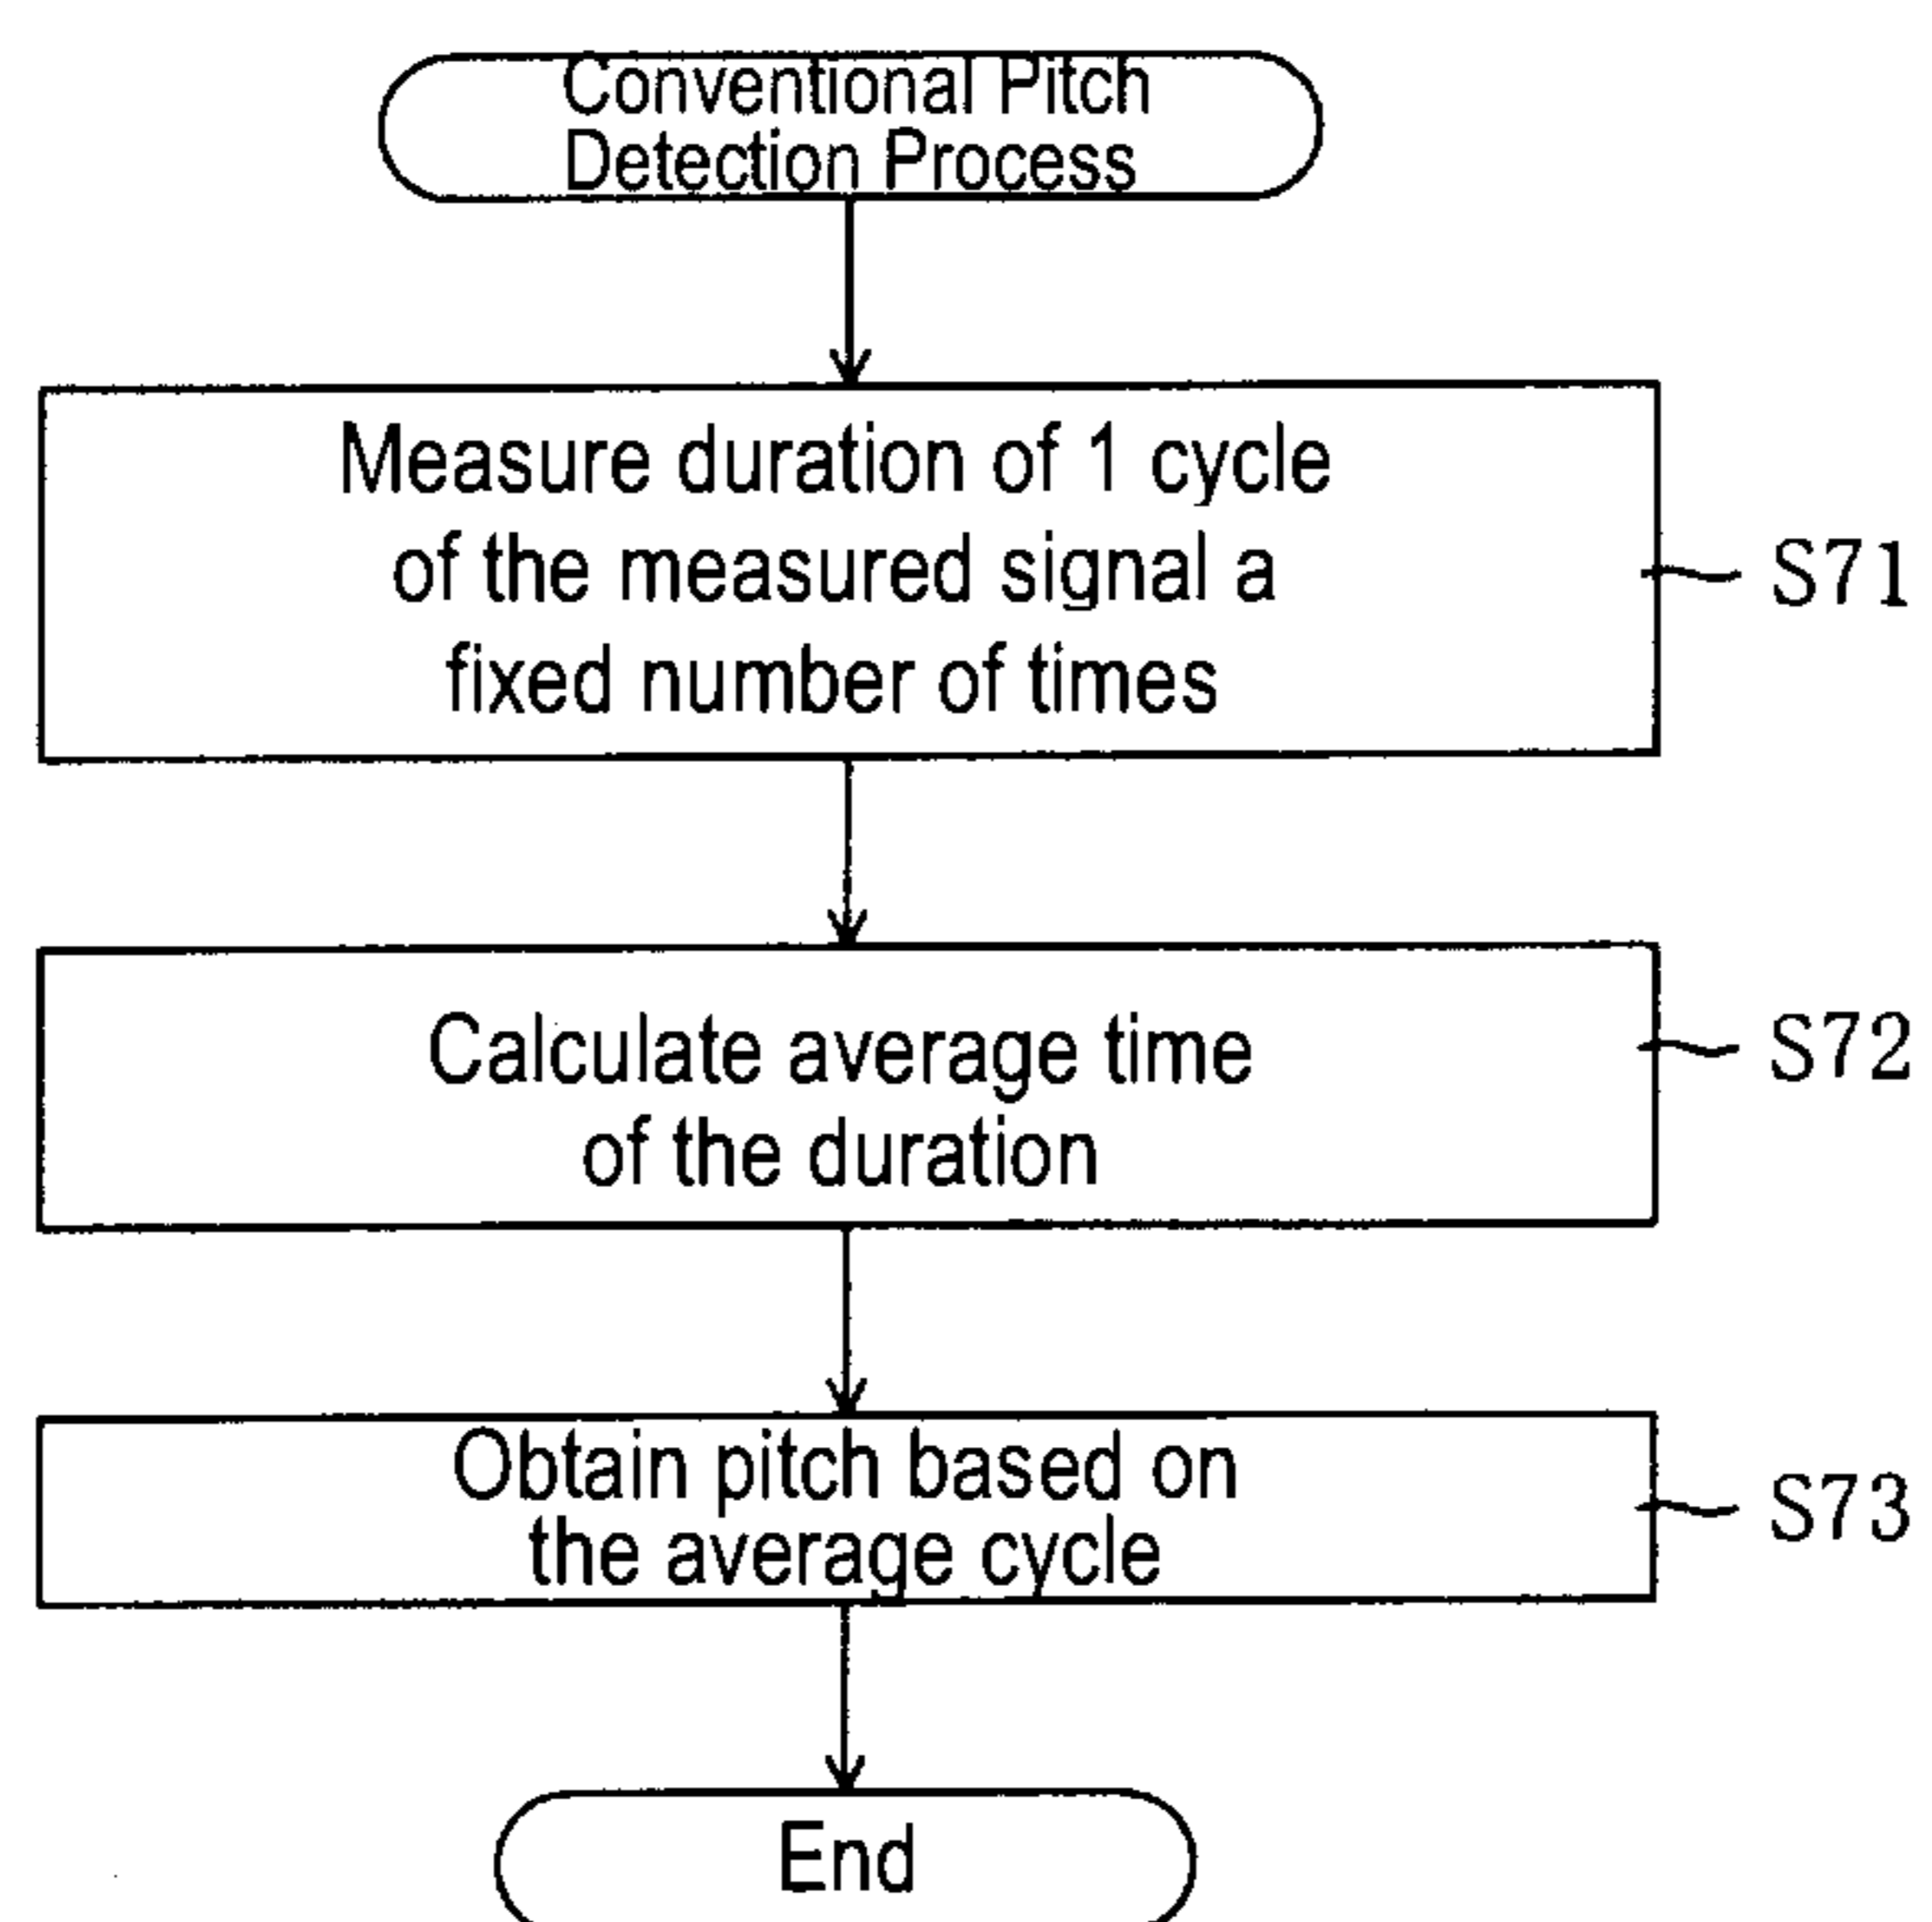 Conventional Pitch
Detection Process
Measure duration of 1 cycle
of the measured signal a
fixed number of times
S71
Calculate average time
of the duration
S72
Obtain pitch based on
the average cycle
S73
End